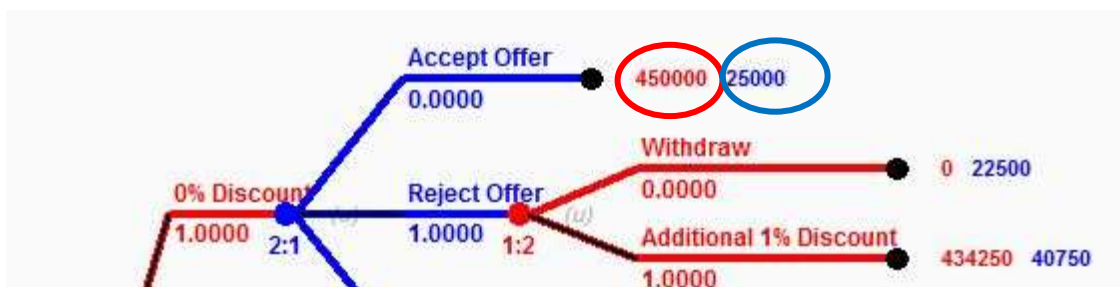 Accept Offer
0.0000
450000 25000
Withdraw
0.0000
0 22500
0% Discount
1.0000
2:1
(u)
Reject Offer
1.0000
1:2
(u)
Additional 1% Discount
1.0000
434250 40750